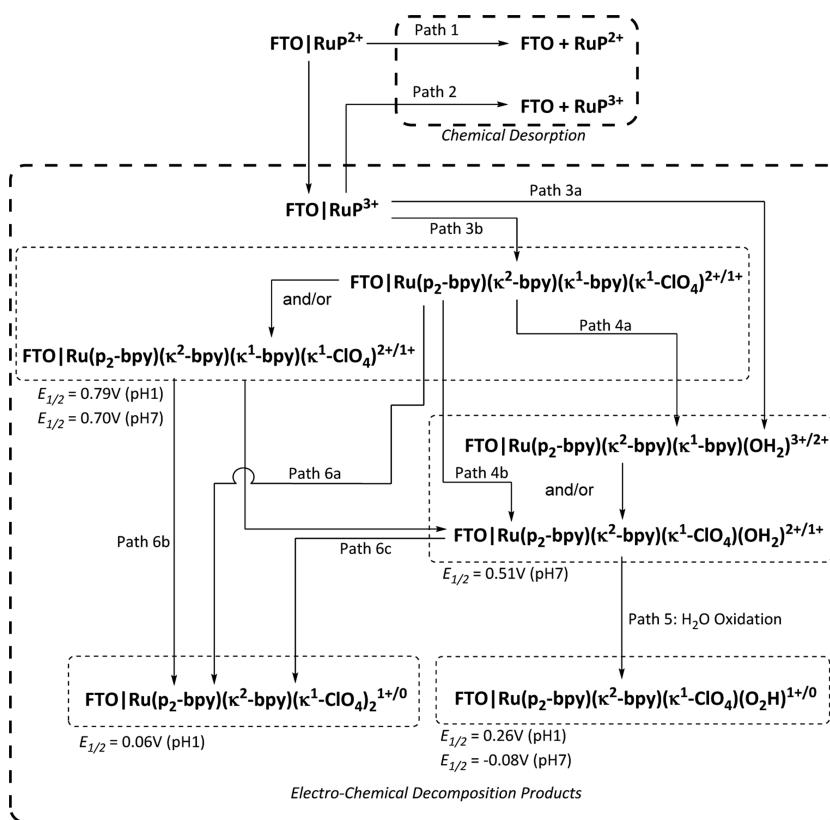 Path 1
FTO|RuP²⁺
FTO + RuP²⁺
Path 2
FTO + RuP³⁺
Chemical Desorption
Path 3a
FTO|RuP³⁺
Path 3b
FTO|Ru(p₂-bpy)(κ²-bpy)(κ¹-bpy)(κ¹-ClO₄)²⁺/¹⁺
and/or
Path 4a
FTO|Ru(p₂-bpy)(κ²-bpy)(κ¹-bpy)(κ¹-ClO₄)²⁺/¹⁺
E₁/₂ = 0.79V (pH1)
E₁/₂ = 0.70V (pH7)
FTO|Ru(p₂-bpy)(κ²-bpy)(κ¹-bpy)(OH₂)³⁺/²⁺
Path 6a
Path 4b
and/or
FTO|Ru(p₂-bpy)(κ²-bpy)(κ¹-ClO₄)(OH₂)²⁺/¹⁺
Path 6b
Path 6c
E₁/₂ = 0.51V (pH7)
Path 5: H₂O Oxidation
FTO|Ru(p₂-bpy)(κ²-bpy)(κ¹-ClO₄)₂¹⁺/⁰
FTO|Ru(p₂-bpy)(κ²-bpy)(κ¹-ClO₄)(O₂H)¹⁺/⁰
E₁/₂ = 0.06V (pH1)
E₁/₂ = 0.26V (pH1)
E₁/₂ = -0.08V (pH7)
Electro-Chemical Decomposition Products